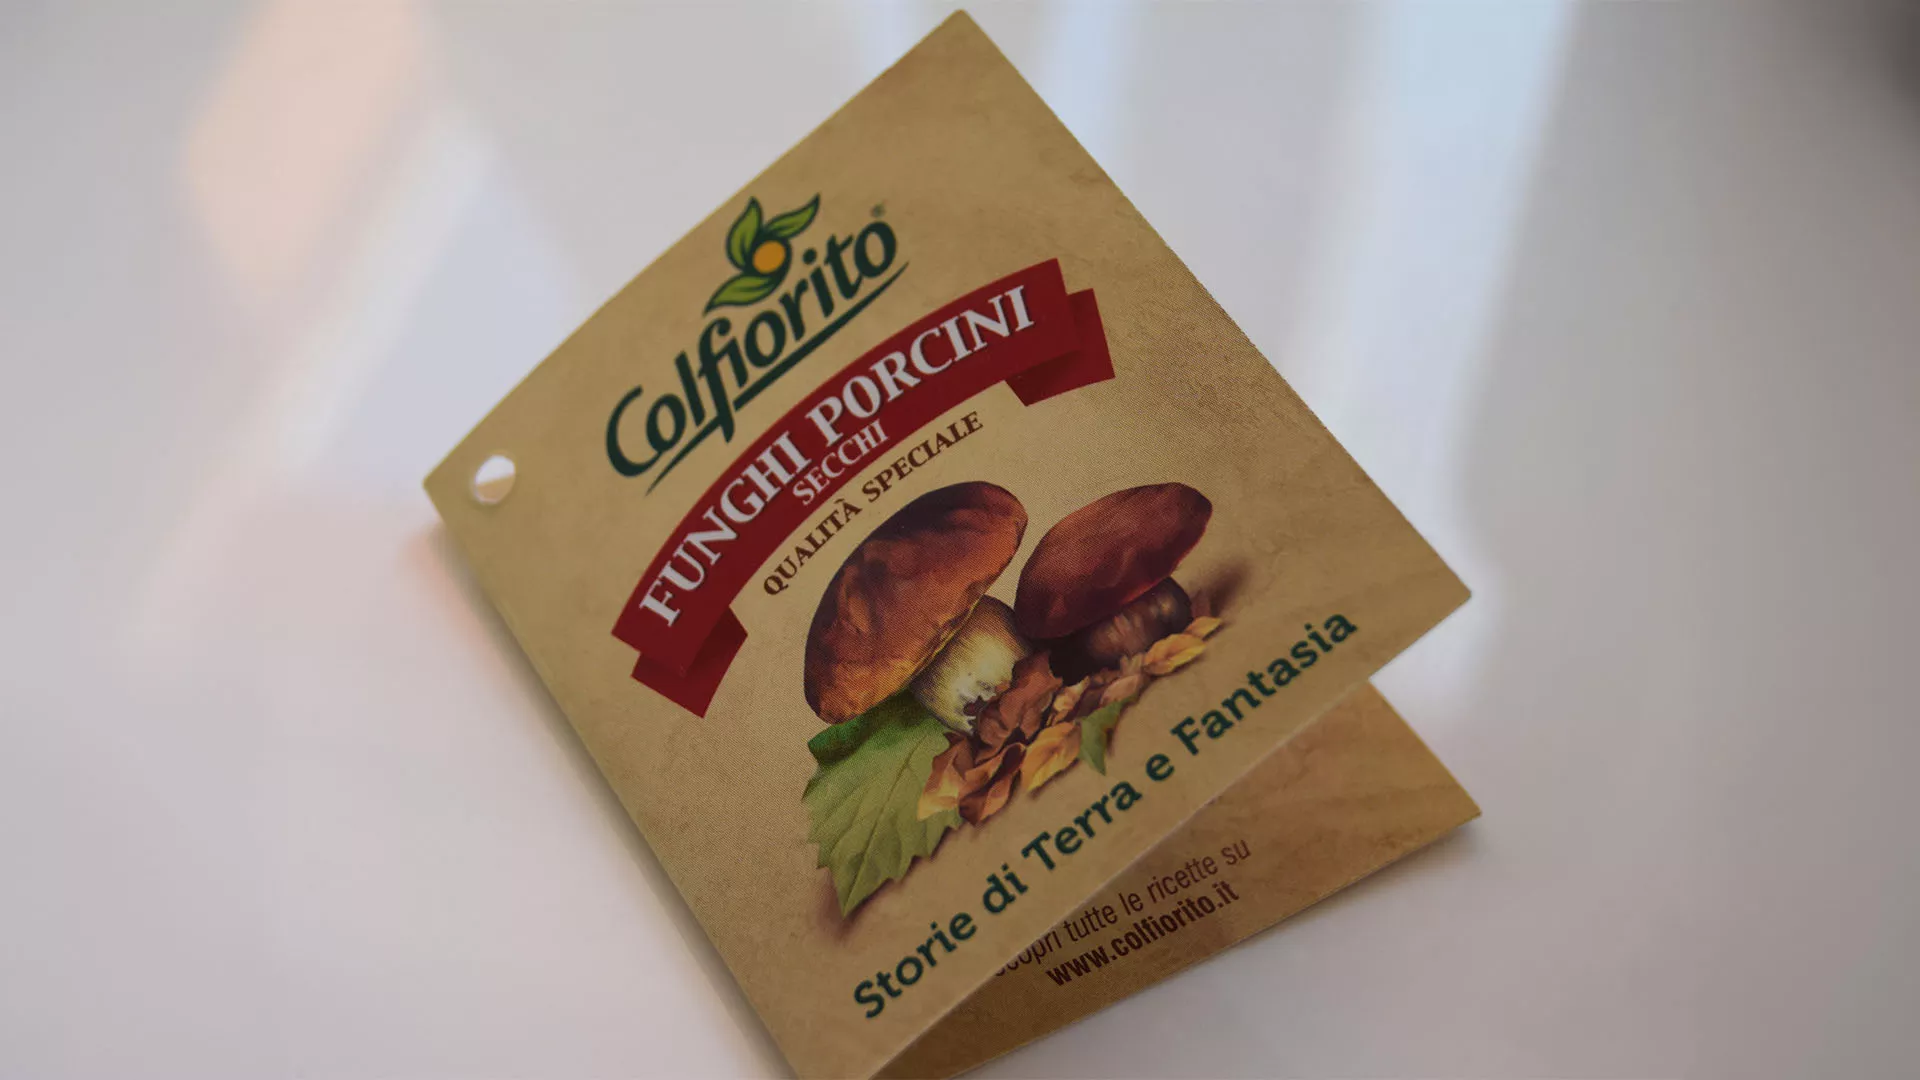 Colfiorito®
FUNGHI PORCINI
SECCHI
QUALITÀ SPECIALE
Storie di Terra e Fantasia
tutte le ricette su
www.colfiorito.it